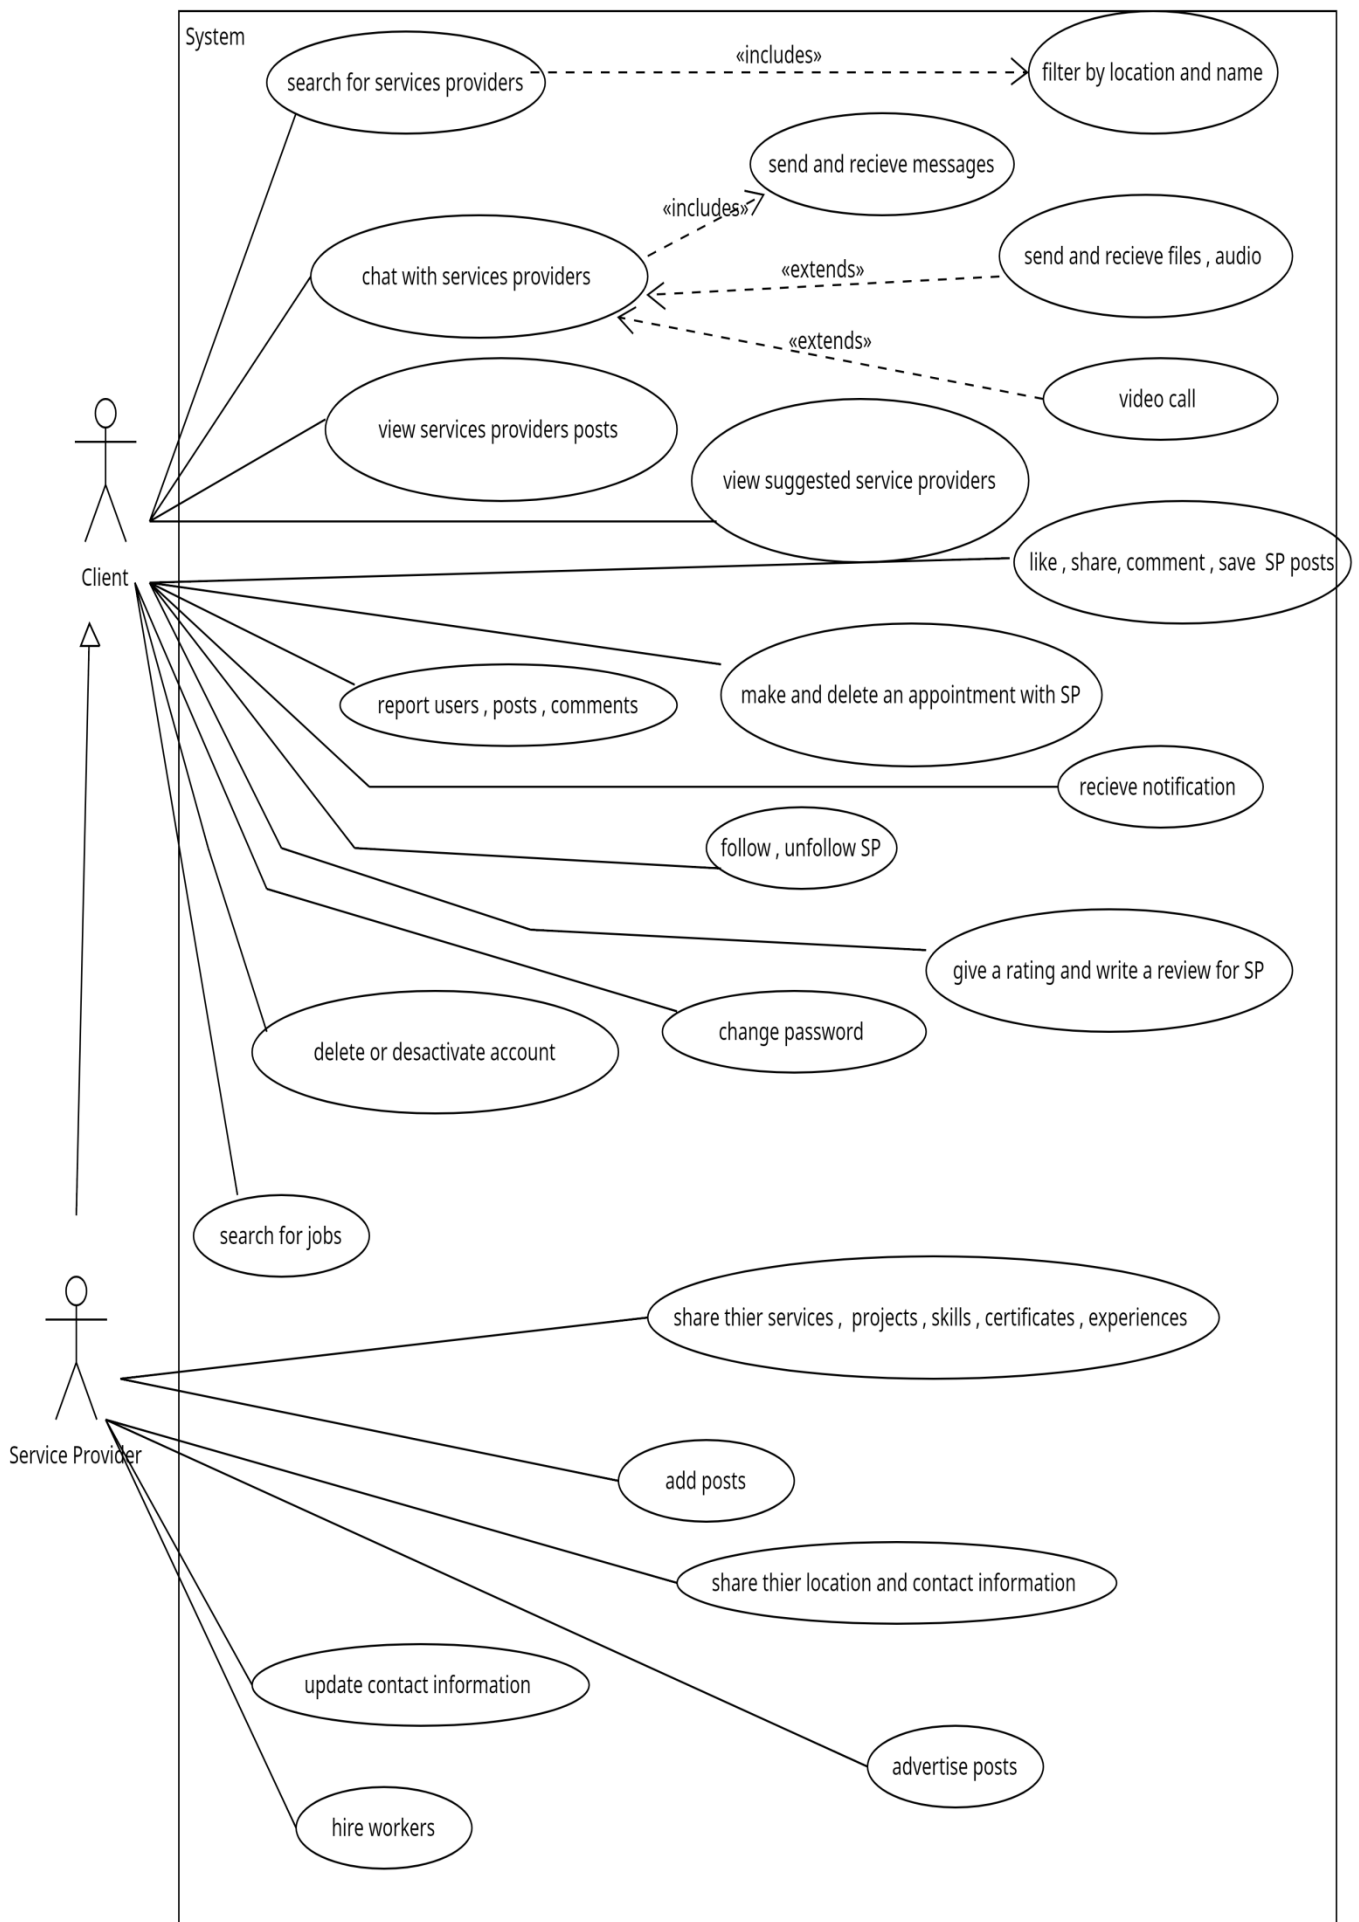 System
search for services providers
«includes»
filter by location and name
send and recieve messages
«includes»
chat with services providers
«extends»
send and recieve files , audio
«extends»
video call
view services providers posts
view suggested service providers
Client
like , share, comment , save  SP posts
report users , posts , comments
make and delete an appointment with SP
recieve notification
follow , unfollow SP
give a rating and write a review for SP
change password
delete or desactivate account
search for jobs
Service Provider
share thier services ,  projects , skills , certificates , experiences
add posts
share thier location and contact information
update contact information
advertise posts
hire workers